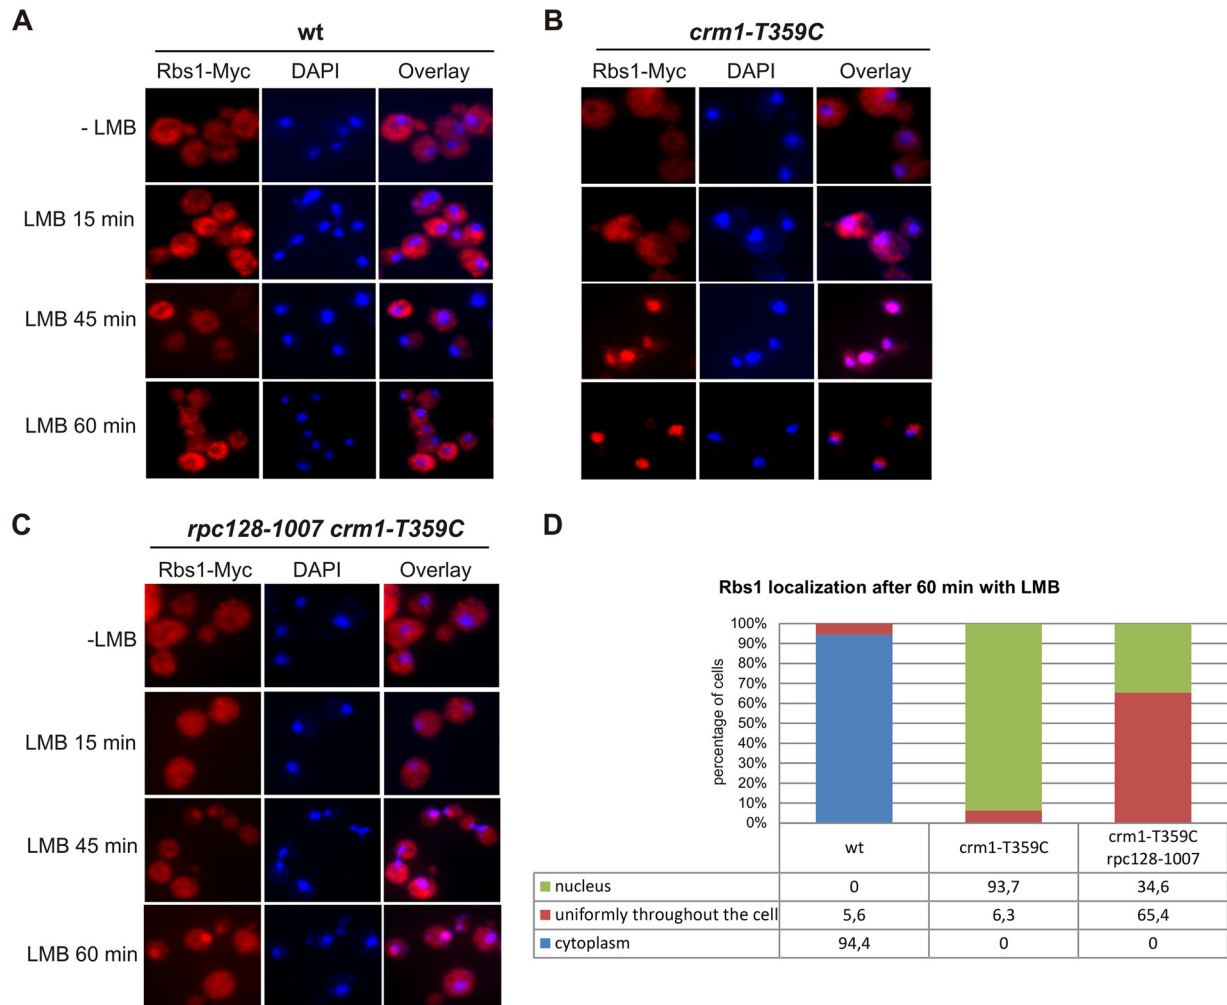 A
wt
Rbs1-Myc DAPI Overlay
- LMB
LMB 15 min
LMB 45 min
LMB 60 min
B
crm1-T359C
Rbs1-Myc DAPI Overlay
C
rpc128-1007 crm1-T359C
Rbs1-Myc DAPI Overlay
-LMB
LMB 15 min
LMB 45 min
LMB 60 min
D
Rbs1 localization after 60 min with LMB
percentage of cells
100%
90%
80%
70%
60%
50%
40%
30%
20%
10%
0%
wt crm1-T359C crm1-T359C
rpc128-1007
nucleus 0 93,7 34,6
uniformly throughout the cell 5,6 6,3 65,4
cytoplasm 94,4 0 0